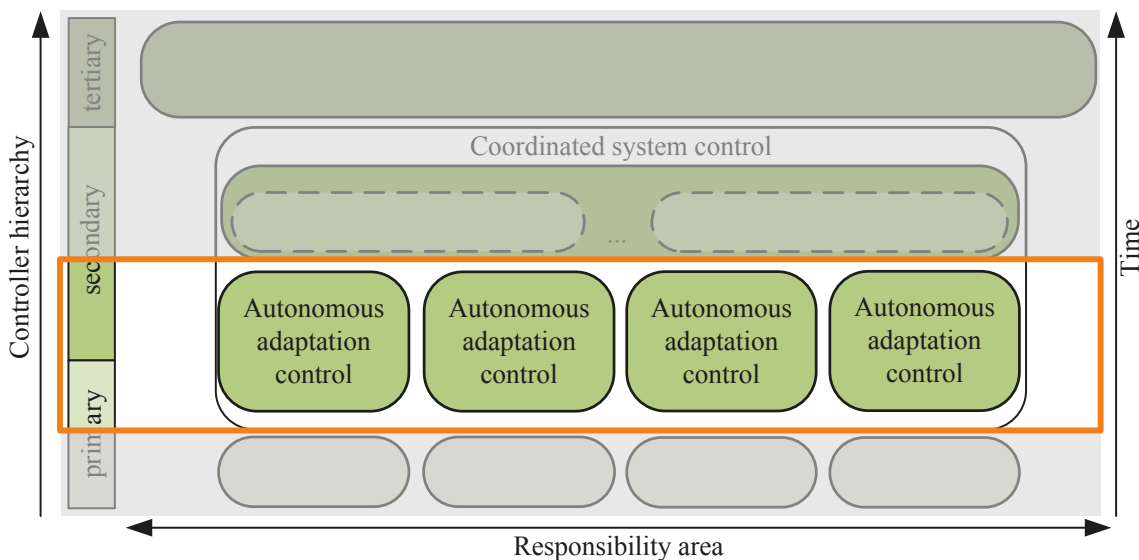 Controller hierarchy
tertiary
secondary
primary
Coordinated system control
...
Autonomous
adaptation
control
Autonomous
adaptation
control
Autonomous
adaptation
control
Autonomous
adaptation
control
Time
Responsibility area